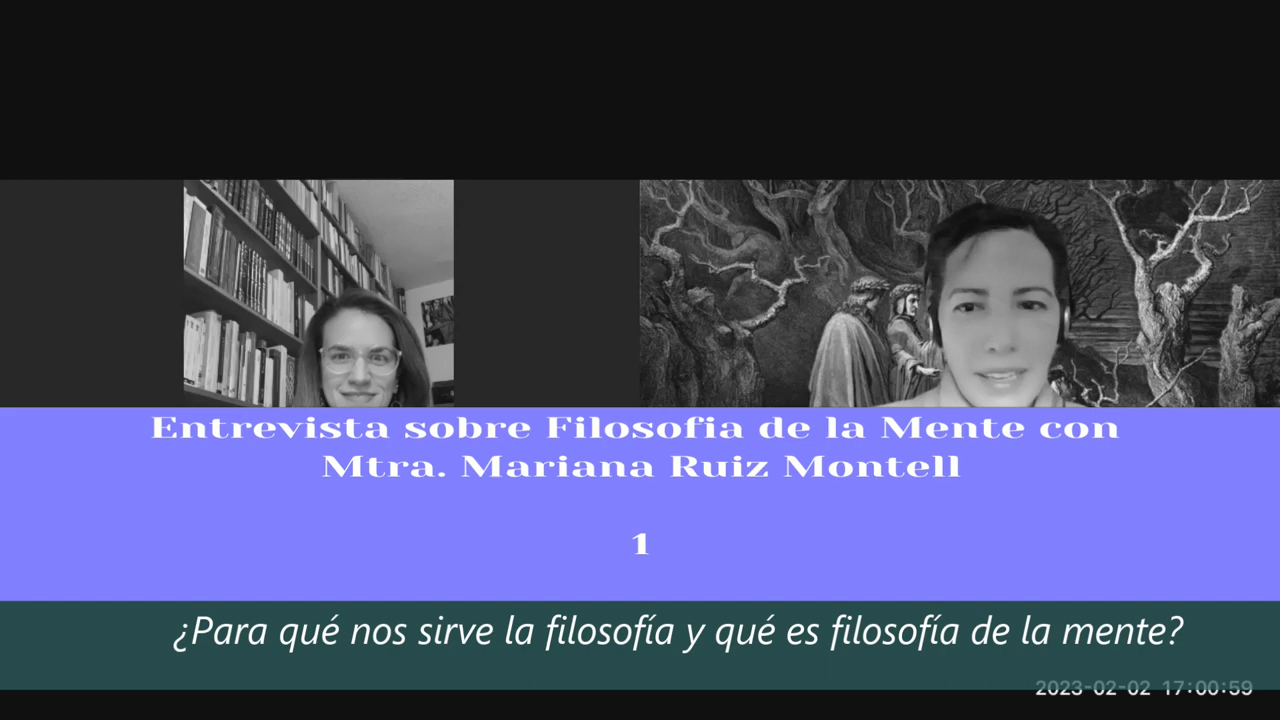 Entrevista sobre Filosofia de la Mente con
Mtra. Mariana Ruiz Montell
1
¿Para qué nos sirve la filosofía y qué es filosofía de la mente?
2023-02-02 17:00:59